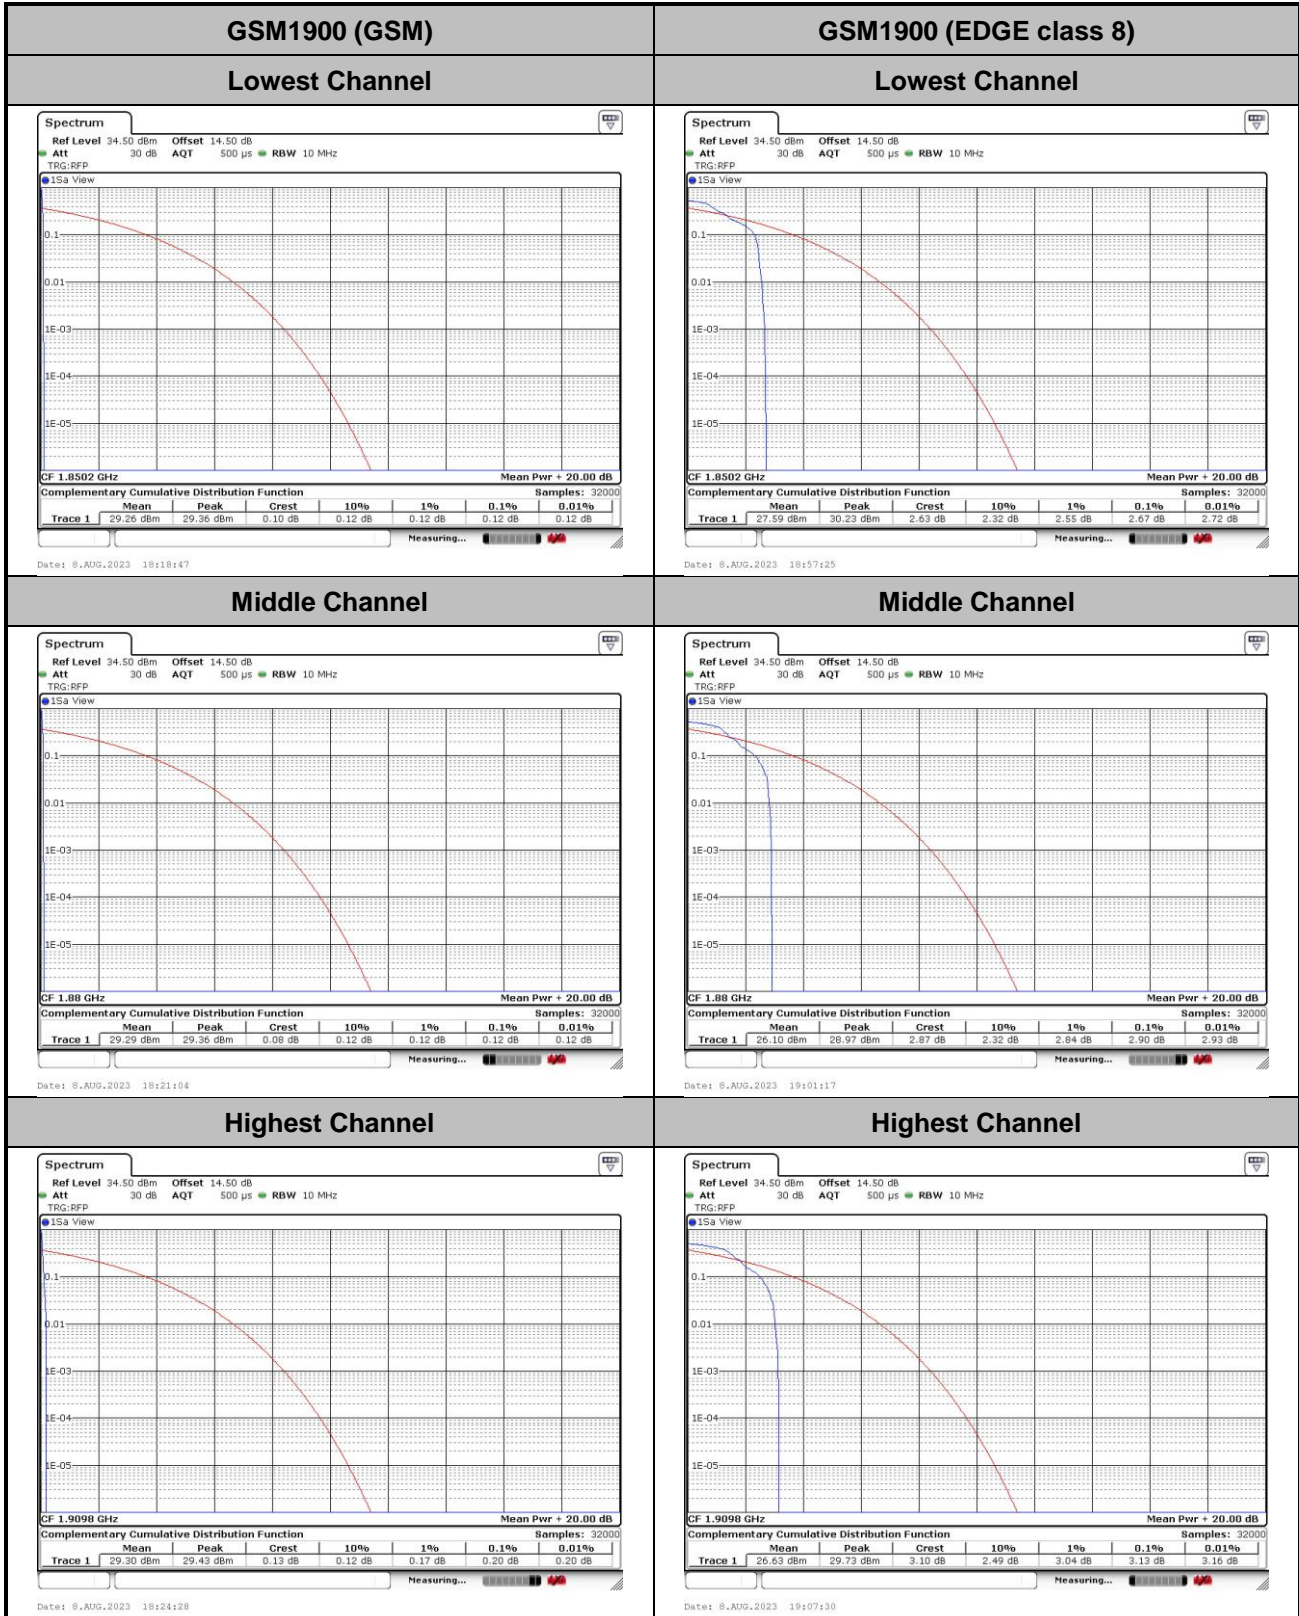 GSM1900 (GSM) GSM1900 (EDGE class 8)
Lowest Channel Lowest Channel
Spectrum
Ref Level 34.50 dBm Offset 14.50 dB
Att 30 dB AQT 500 µs RBW 10 MHz
TRG:RFP
1Sa View
0.1
0.01
1E-03
1E-04
1E-05
CF 1.8502 GHz Mean Pwr + 20.00 dB
Complementary Cumulative Distribution Function Samples: 32000
Mean Peak Crest 10% 1% 0.1% 0.01%
Trace 1 29.26 dBm 29.36 dBm 0.10 dB 0.12 dB 0.12 dB 0.12 dB 0.12 dB
Measuring...
Date: 8.AUG.2023 18:18:47
Spectrum
Ref Level 34.50 dBm Offset 14.50 dB
Att 30 dB AQT 500 µs RBW 10 MHz
TRG:RFP
1Sa View
0.1
0.01
1E-03
1E-04
1E-05
CF 1.8502 GHz Mean Pwr + 20.00 dB
Complementary Cumulative Distribution Function Samples: 32000
Mean Peak Crest 10% 1% 0.1% 0.01%
Trace 1 27.59 dBm 30.23 dBm 2.63 dB 2.32 dB 2.55 dB 2.67 dB 2.72 dB
Measuring...
Date: 8.AUG.2023 18:57:25
Middle Channel Middle Channel
Spectrum
Ref Level 34.50 dBm Offset 14.50 dB
Att 30 dB AQT 500 µs RBW 10 MHz
TRG:RFP
1Sa View
0.1
0.01
1E-03
1E-04
1E-05
CF 1.88 GHz Mean Pwr + 20.00 dB
Complementary Cumulative Distribution Function Samples: 32000
Mean Peak Crest 10% 1% 0.1% 0.01%
Trace 1 29.29 dBm 29.36 dBm 0.08 dB 0.12 dB 0.12 dB 0.12 dB 0.12 dB
Measuring...
Date: 8.AUG.2023 18:21:04
Spectrum
Ref Level 34.50 dBm Offset 14.50 dB
Att 30 dB AQT 500 µs RBW 10 MHz
TRG:RFP
1Sa View
0.1
0.01
1E-03
1E-04
1E-05
CF 1.88 GHz Mean Pwr + 20.00 dB
Complementary Cumulative Distribution Function Samples: 32000
Mean Peak Crest 10% 1% 0.1% 0.01%
Trace 1 26.10 dBm 28.97 dBm 2.87 dB 2.32 dB 2.84 dB 2.90 dB 2.93 dB
Measuring...
Date: 8.AUG.2023 19:01:17
Highest Channel Highest Channel
Spectrum
Ref Level 34.50 dBm Offset 14.50 dB
Att 30 dB AQT 500 µs RBW 10 MHz
TRG:RFP
1Sa View
0.1
0.01
1E-03
1E-04
1E-05
CF 1.9098 GHz Mean Pwr + 20.00 dB
Complementary Cumulative Distribution Function Samples: 32000
Mean Peak Crest 10% 1% 0.1% 0.01%
Trace 1 29.30 dBm 29.43 dBm 0.13 dB 0.12 dB 0.17 dB 0.20 dB 0.20 dB
Measuring...
Date: 8.AUG.2023 18:24:28
Spectrum
Ref Level 34.50 dBm Offset 14.50 dB
Att 30 dB AQT 500 µs RBW 10 MHz
TRG:RFP
1Sa View
0.1
0.01
1E-03
1E-04
1E-05
CF 1.9098 GHz Mean Pwr + 20.00 dB
Complementary Cumulative Distribution Function Samples: 32000
Mean Peak Crest 10% 1% 0.1% 0.01%
Trace 1 26.63 dBm 29.73 dBm 3.10 dB 2.49 dB 3.04 dB 3.13 dB 3.16 dB
Measuring...
Date: 8.AUG.2023 19:07:30